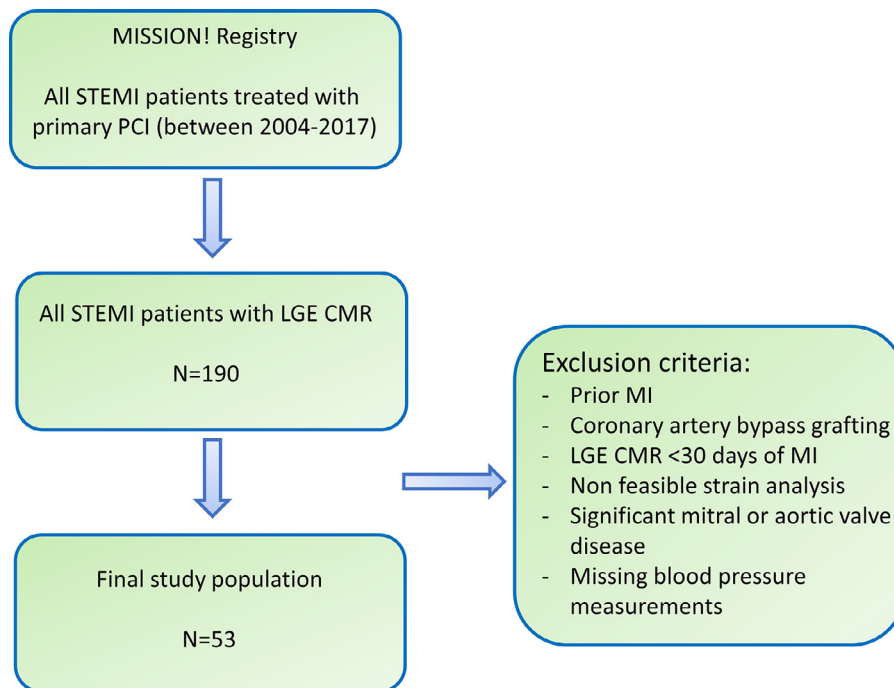 MISSION! Registry
All STEMI patients treated with
primary PCI (between 2004-2017)
All STEMI patients with LGE CMR
N=190
Exclusion criteria:
- Prior MI
- Coronary artery bypass grafting
- LGE CMR <30 days of MI
- Non feasible strain analysis
- Significant mitral or aortic valve
disease
- Missing blood pressure
measurements
Final study population
N=53